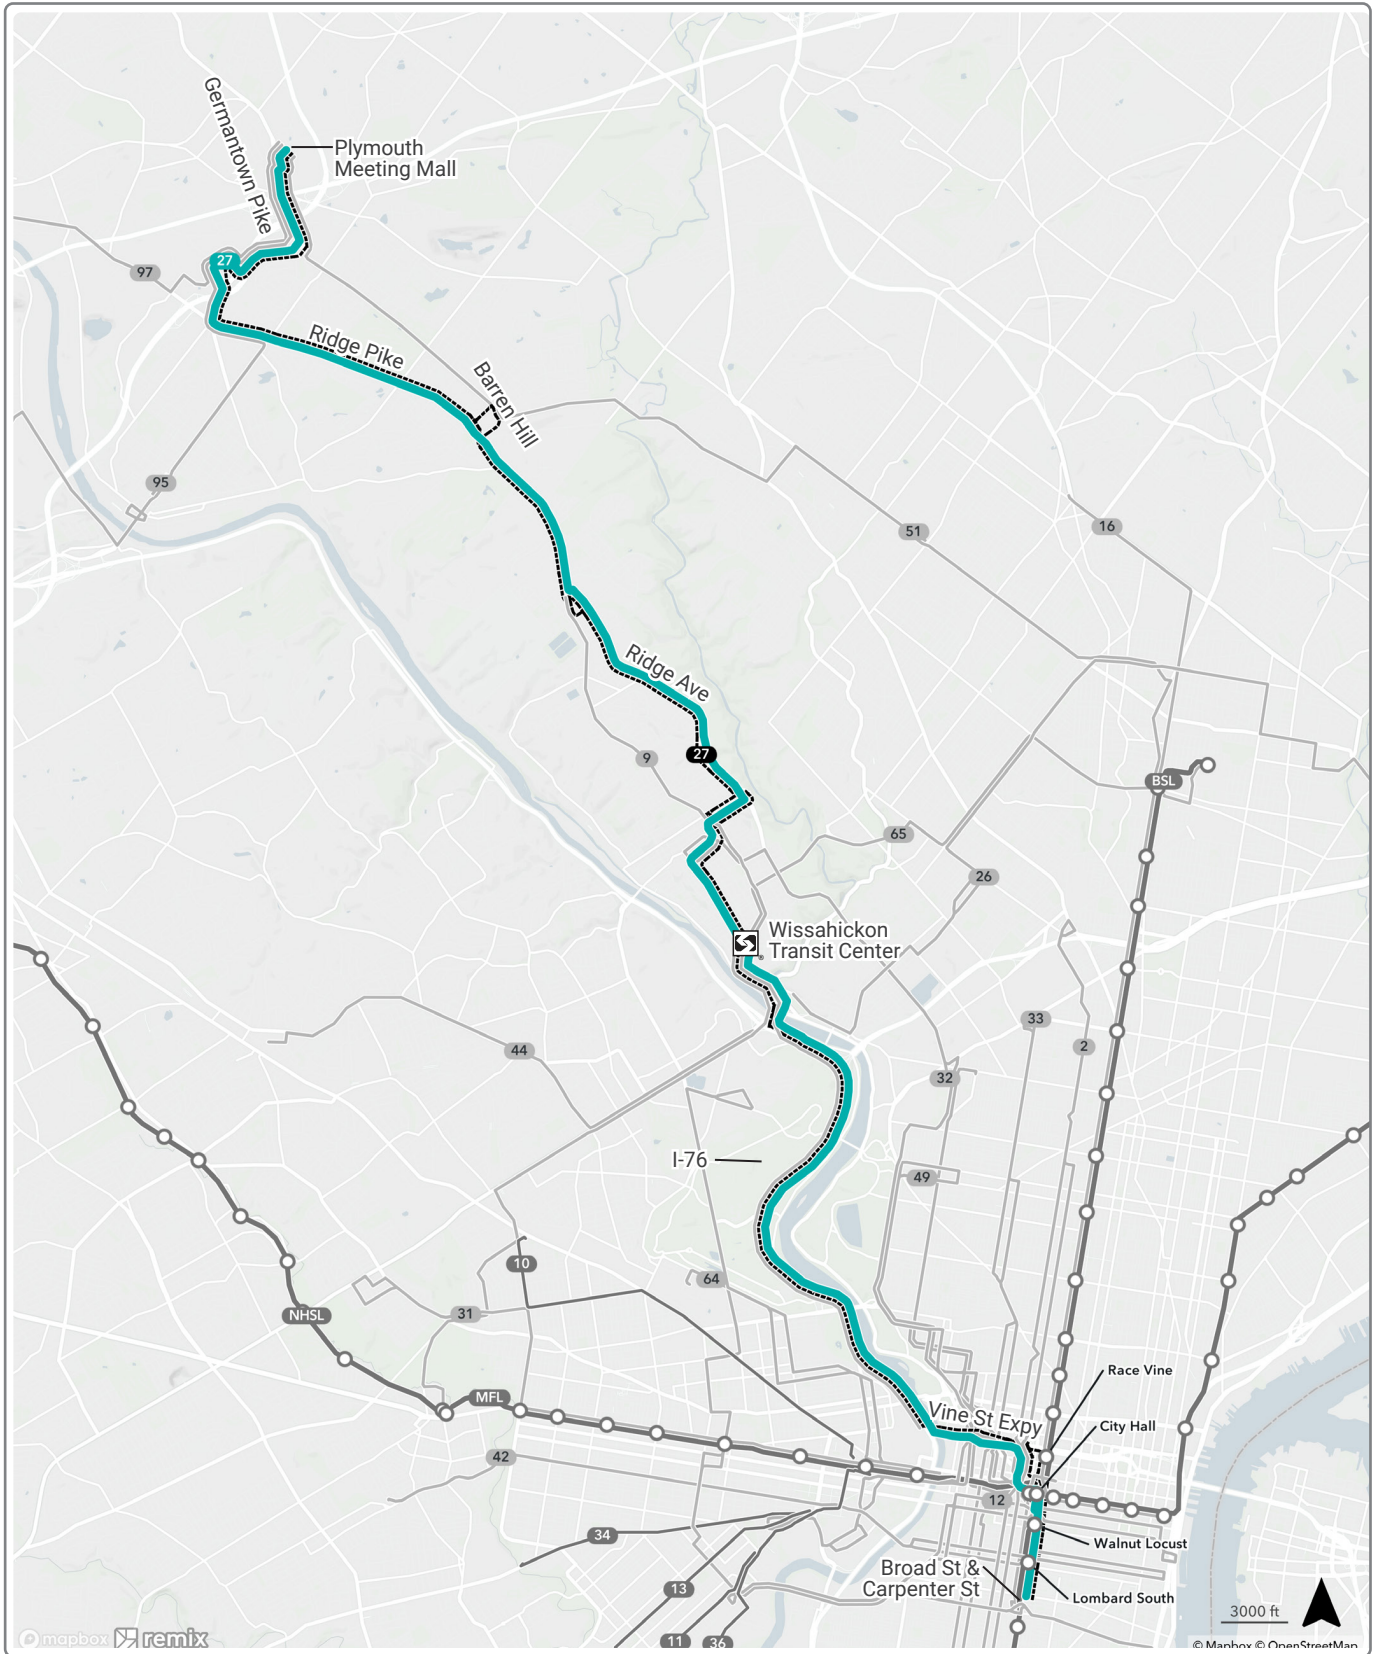 Germantown Pike
Plymouth
Meeting Mall
27
97
Ridge Pike
Barren Hill
95
51
16
Ridge Ave
9
27
BSL
65
26
Wissahickon
Transit Center
33
2
44
32
I-76
49
10
64
31
NHSL
Race Vine
MFL
Vine St Expy
City Hall
42
12
34
Walnut Locust
Broad St &
Carpenter St
13
Lombard South
3000 ft
11
36
mapbox
remix
© Mapbox © OpenStreetMap